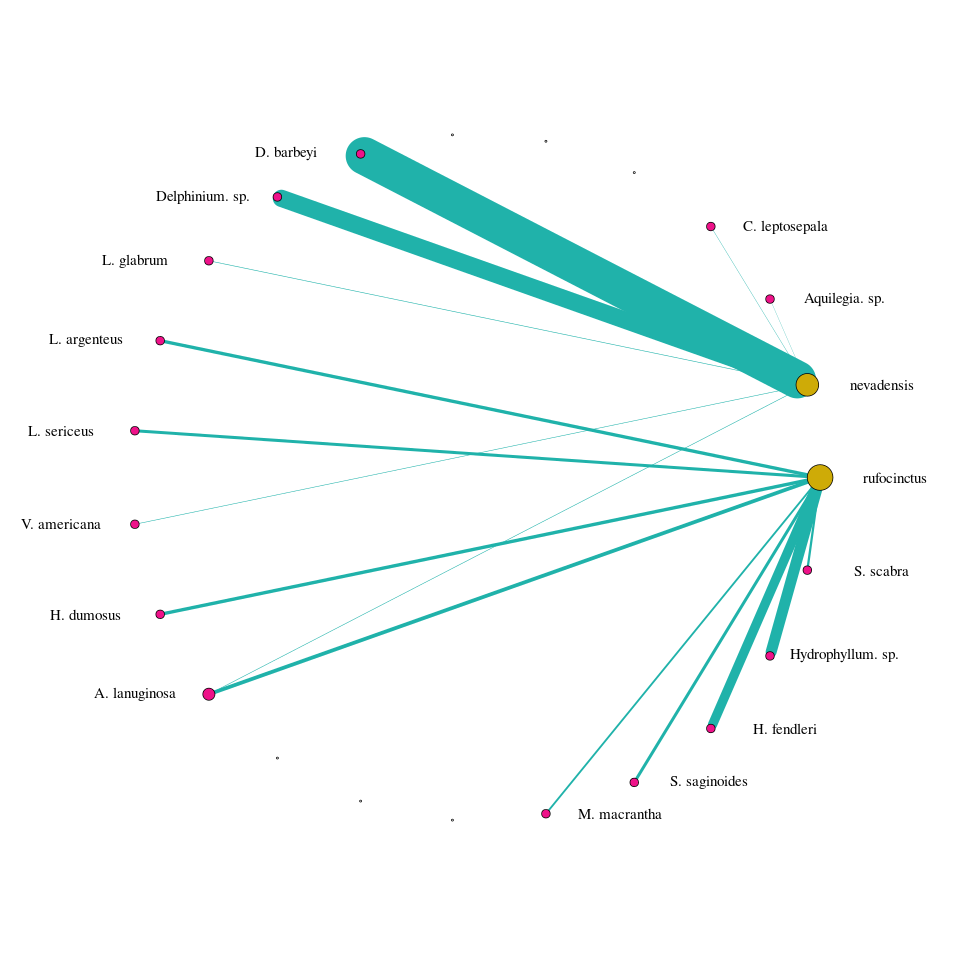 D. barbeyi
Delphinium. sp.
C. leptosepala
L. glabrum
Aquilegia. sp.
L. argenteus
nevadensis
L. sericeus
rufocinctus
V. americana
S. scabra
H. dumosus
Hydrophyllum. sp.
A. lanuginosa
H. fendleri
S. saginoides
M. macrantha